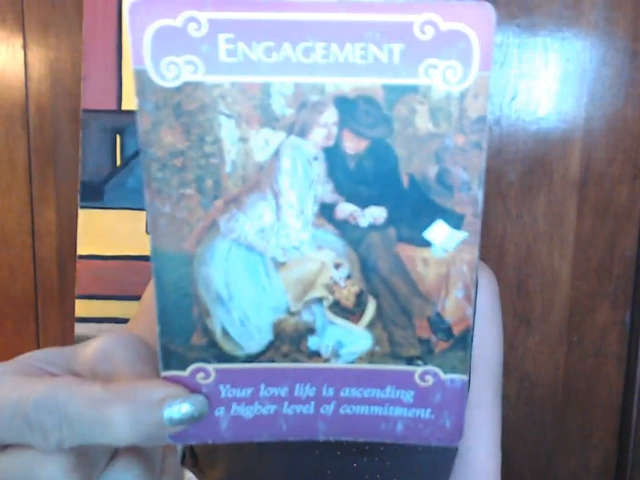 ENGAGEMENT
Your love life is ascending
a higher level of commitment.